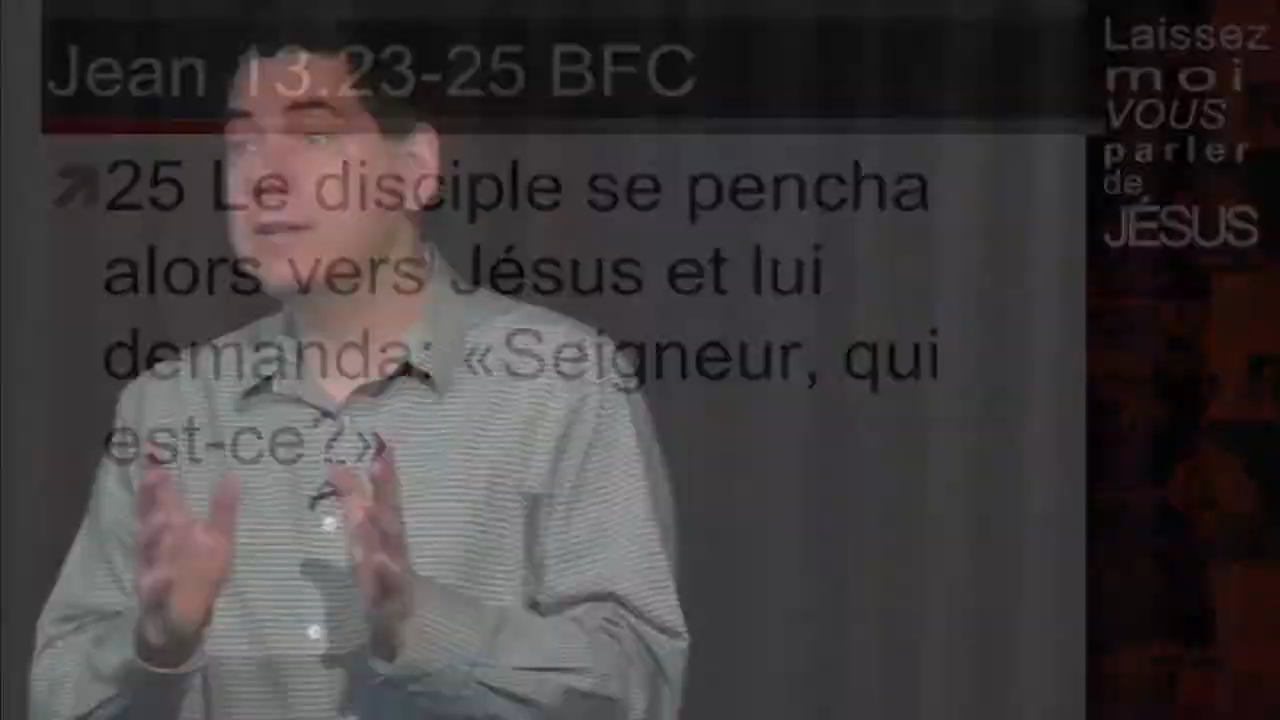 Jean 13.23-25 BFC
25 Le disciple se pencha
alors vers Jésus et lui
demanda: «Seigneur, qui
est-ce?»
Laissez
moi
VOUS
parler
de
JÉSUS